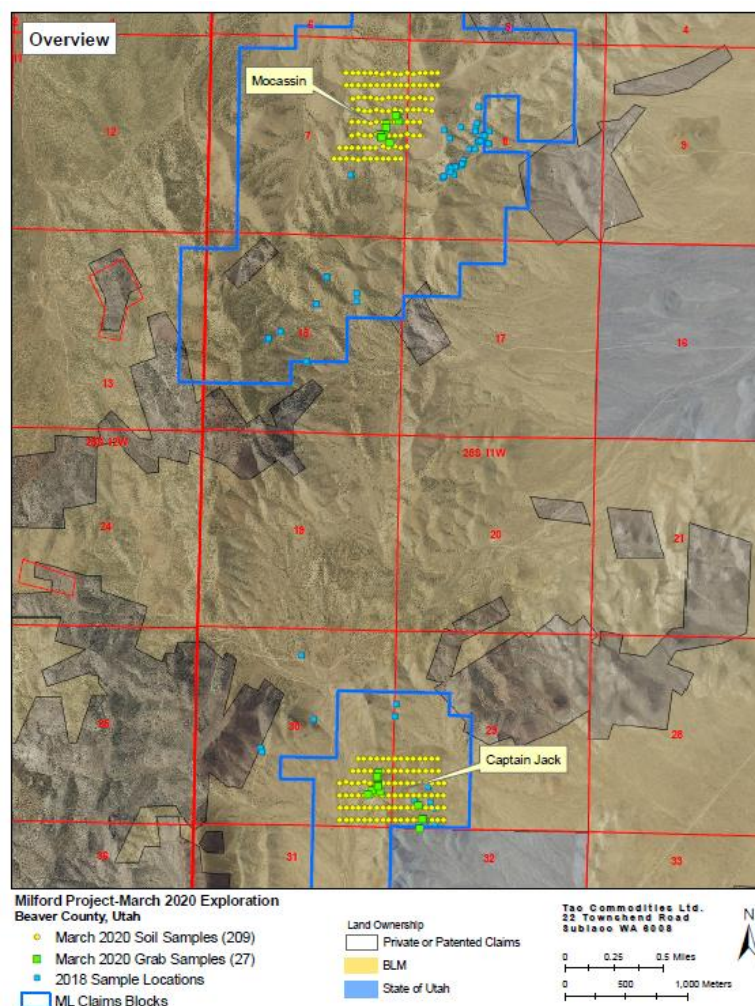 Overview
6
5
4
Mocassin
12
7
8
9
18
17
16
13
28S 12W
28S 11W
24
19
20
21
25
30
29
28
Captain Jack
36
31
32
33
Milford Project-March 2020 Exploration
Beaver County, Utah
March 2020 Soil Samples (209)
March 2020 Grab Samples (27)
2018 Sample Locations
ML Claims Blocks
Land Ownership
Private or Patented Claims
BLM
State of Utah
Tao Commodities Ltd.
22 Townshend Road
Subiaco WA 6008
N
0 0.25 0.5 Miles
0 500 1,000 Meters